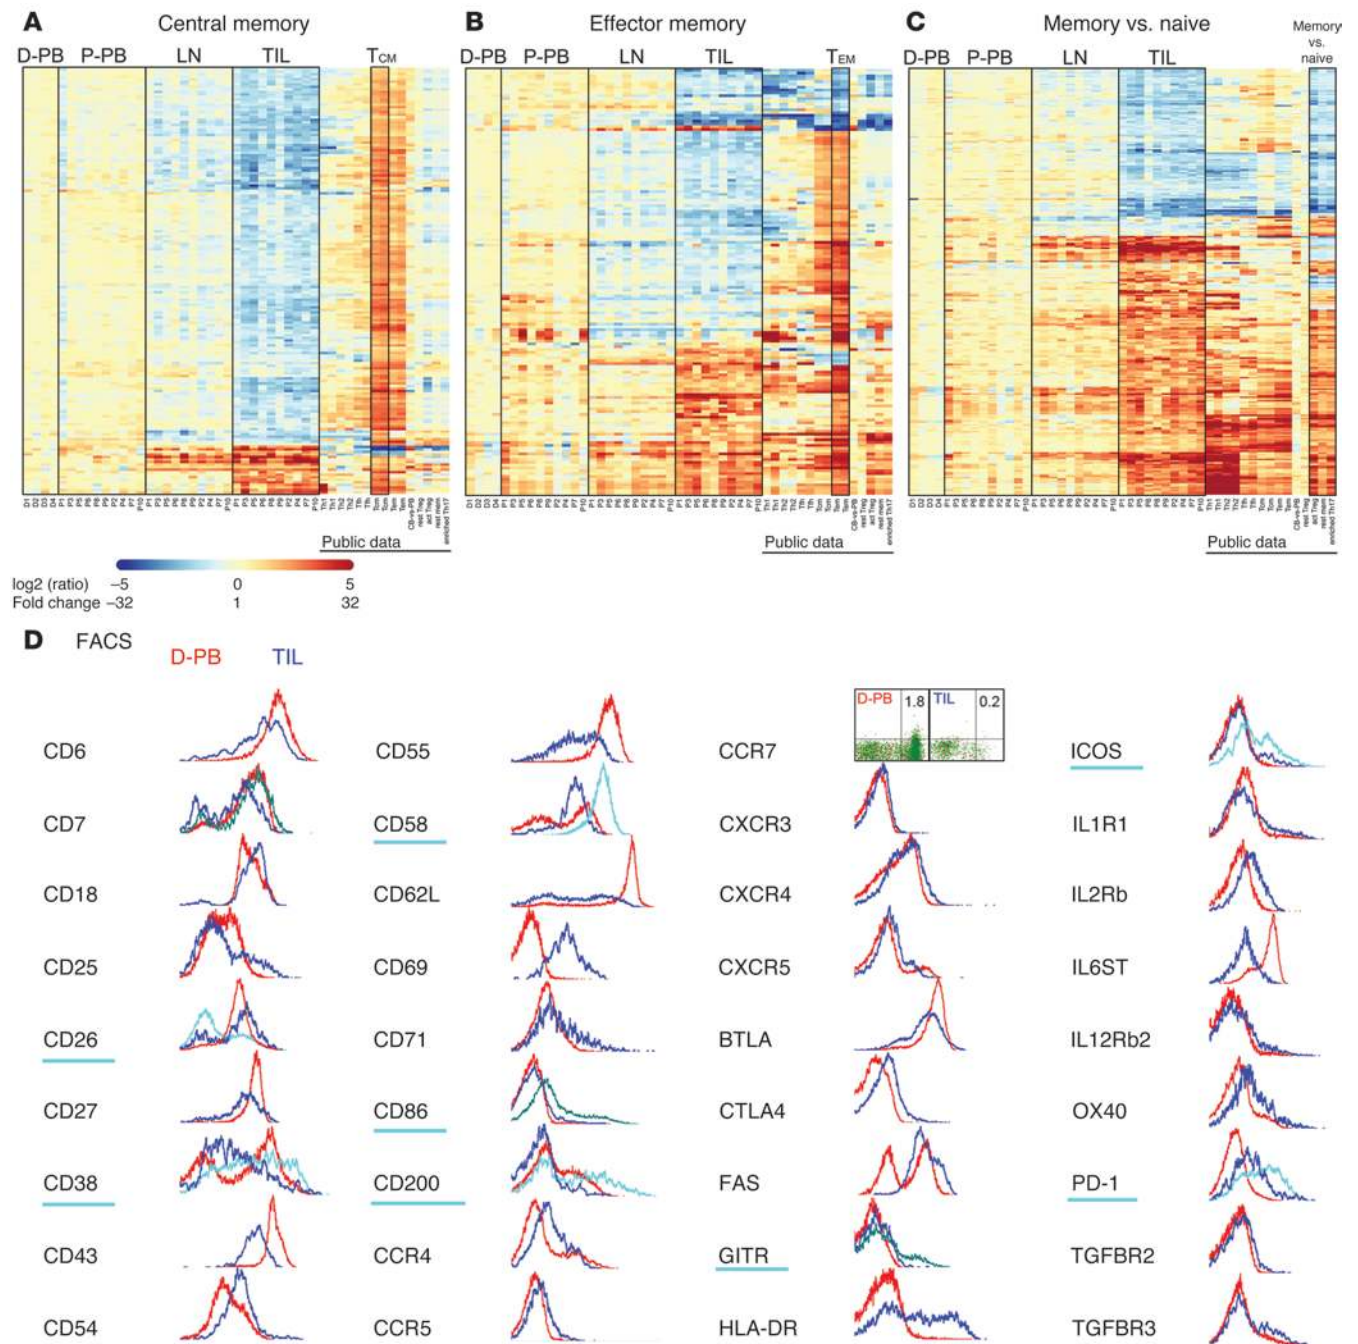 A Central memory
D-PB P-PB LN TIL TCM
B Effector memory
D-PB P-PB LN TIL TEM
C Memory vs. naive
Memory
vs.
naive
D-PB P-PB LN TIL
Public data
Public data
Public data
log2 (ratio) –5 0 5
Fold change –32 1 32
D FACS
D-PB TIL
CD6
CD7
CD18
CD25
CD26
CD27
CD38
CD43
CD54
CD55
CD58
CD62L
CD69
CD71
CD86
CD200
CCR4
CCR5
CCR7
D-PB 1.8 TIL 0.2
CXCR3
CXCR4
CXCR5
BTLA
CTLA4
FAS
GITR
HLA-DR
ICOS
IL1R1
IL2Rb
IL6ST
IL12Rb2
OX40
PD-1
TGFBR2
TGFBR3